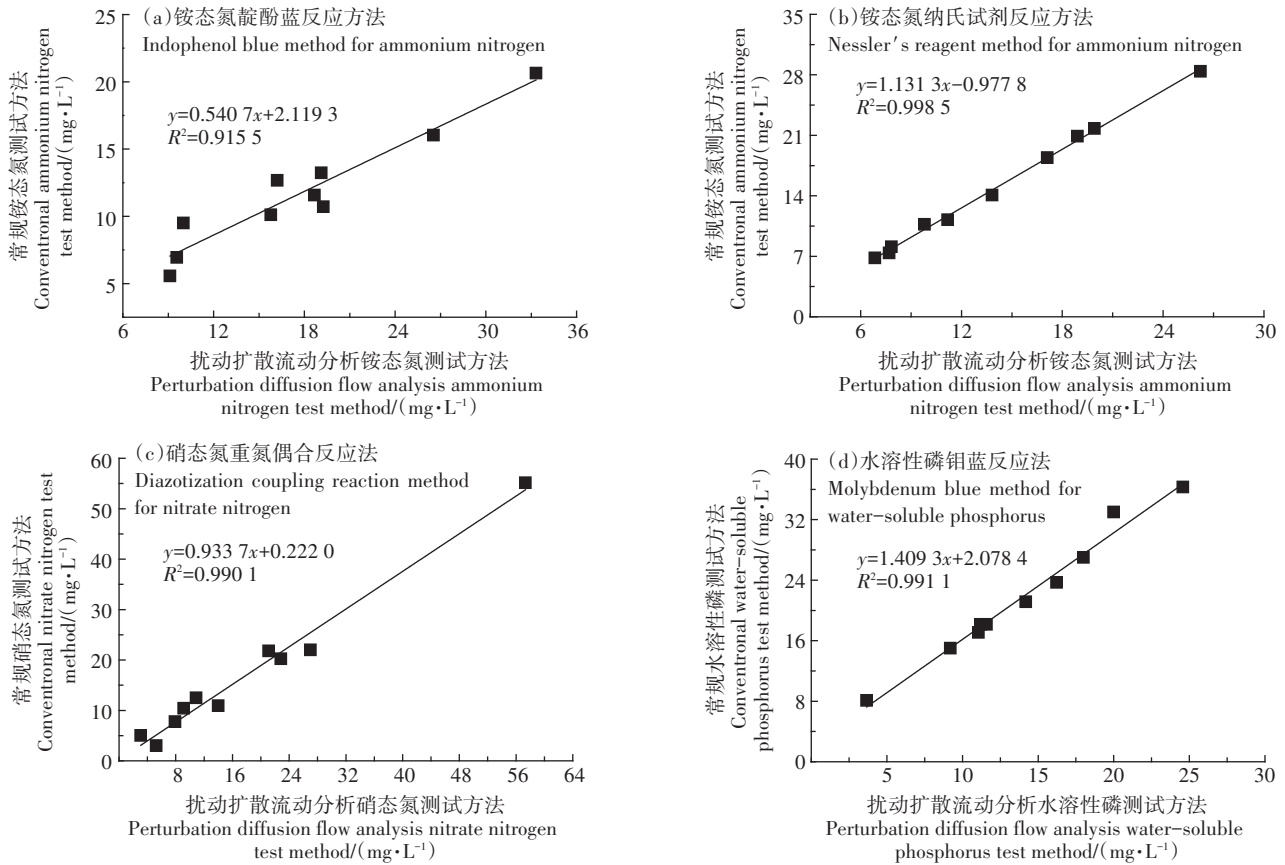 (a)铵态氮靛酚蓝反应方法
Indophenol blue method for ammonium nitrogen
y=0.540 7x+2.119 3
R²=0.915 5
25
20
15
10
5
6
12
18
24
30
36
常规铵态氮测试方法
Conventronal ammonium nitrogen
test method/(mg·L⁻¹)
扰动扩散流动分析铵态氮测试方法
Perturbation diffusion flow analysis ammonium
nitrogen test method/(mg·L⁻¹)
(b)铵态氮纳氏试剂反应方法
Nessler′s reagent method for ammonium nitrogen
y=1.131 3x−0.977 8
R²=0.998 5
35
28
21
14
7
0
6
12
18
24
30
常规铵态氮测试方法
Conventronal ammonium nitrogen
test method/(mg·L⁻¹)
扰动扩散流动分析铵态氮测试方法
Perturbation diffusion flow analysis ammonium
nitrogen test method/(mg·L⁻¹)
(c)硝态氮重氮偶合反应法
Diazotization coupling reaction method
for nitrate nitrogen
y=0.933 7x+0.222 0
R²=0.990 1
60
50
40
30
20
10
0
8
16
24
32
40
48
56
64
常规硝态氮测试方法
Conventronal nitrate nitrogen test
method/(mg·L⁻¹)
扰动扩散流动分析硝态氮测试方法
Perturbation diffusion flow analysis nitrate nitrogen
test method/(mg·L⁻¹)
(d)水溶性磷钼蓝反应法
Molybdenum blue method for
water-soluble phosphorus
y=1.409 3x+2.078 4
R²=0.991 1
40
32
24
16
8
0
5
10
15
20
25
30
常规水溶性磷测试方法
Conventronal water-soluble
phosphorus test method/(mg·L⁻¹)
扰动扩散流动分析水溶性磷测试方法
Perturbation diffusion flow analysis water-soluble
phosphorus test method/(mg·L⁻¹)